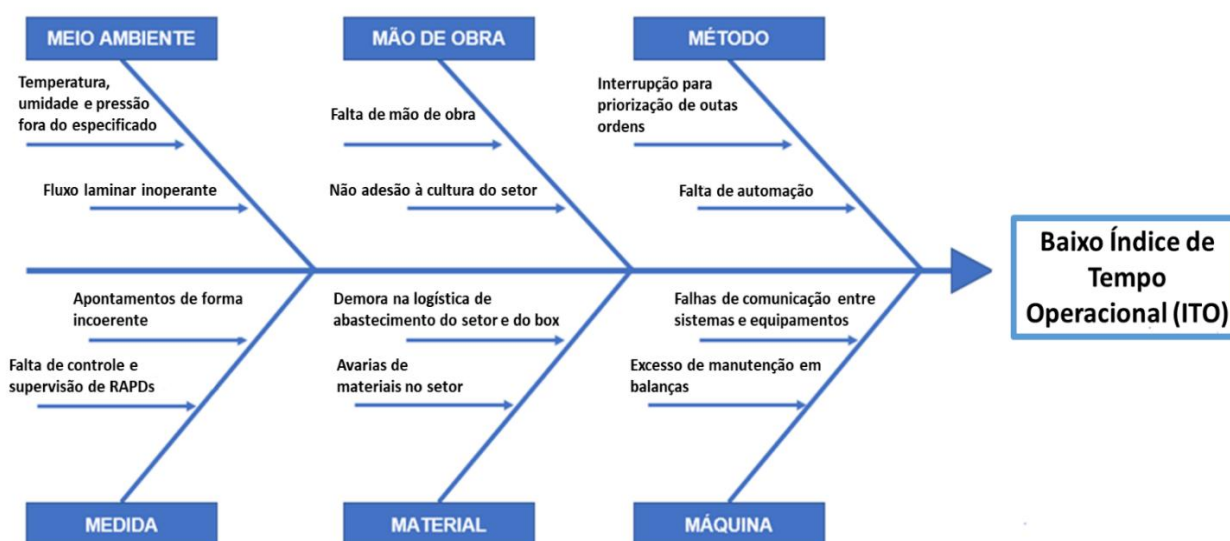 MEIO AMBIENTE
MÃO DE OBRA
MÉTODO
Temperatura,
umidade e pressão
fora do especificado
Fluxo laminar inoperante
Falta de mão de obra
Não adesão à cultura do setor
Interrupção para
priorização de outas
ordens
Falta de automação
Baixo Índice de
Tempo
Operacional (ITO)
Apontamentos de forma
incoerente
Falta de controle e
supervisão de RAPDs
Demora na logística de
abastecimento do setor e do box
Avarias de
materiais no setor
Falhas de comunicação entre
sistemas e equipamentos
Excesso de manutenção em
balanças
MEDIDA
MATERIAL
MÁQUINA